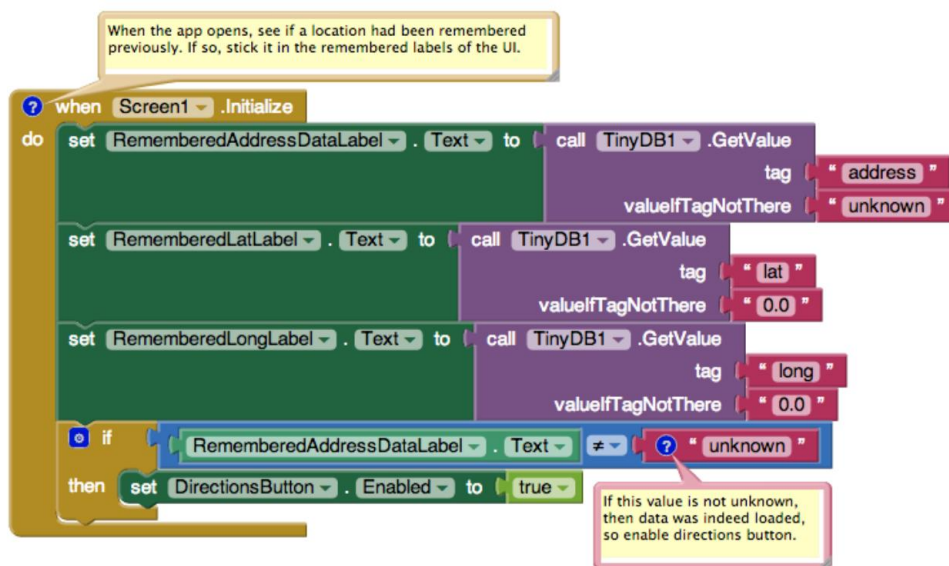 When the app opens, see if a location had been remembered
previously. If so, stick it in the remembered labels of the UI.
? when Screen1 .Initialize
do set RememberedAddressDataLabel . Text to call TinyDB1 .GetValue
tag “ address ”
valueIfTagNotThere “ unknown ”
set RememberedLatLabel . Text to call TinyDB1 .GetValue
tag “ lat ”
valueIfTagNotThere “ 0.0 ”
set RememberedLongLabel . Text to call TinyDB1 .GetValue
tag “ long ”
valueIfTagNotThere “ 0.0 ”
if RememberedAddressDataLabel . Text ≠ ? “ unknown ”
then set DirectionsButton . Enabled to true
If this value is not unknown,
then data was indeed loaded,
so enable directions button.